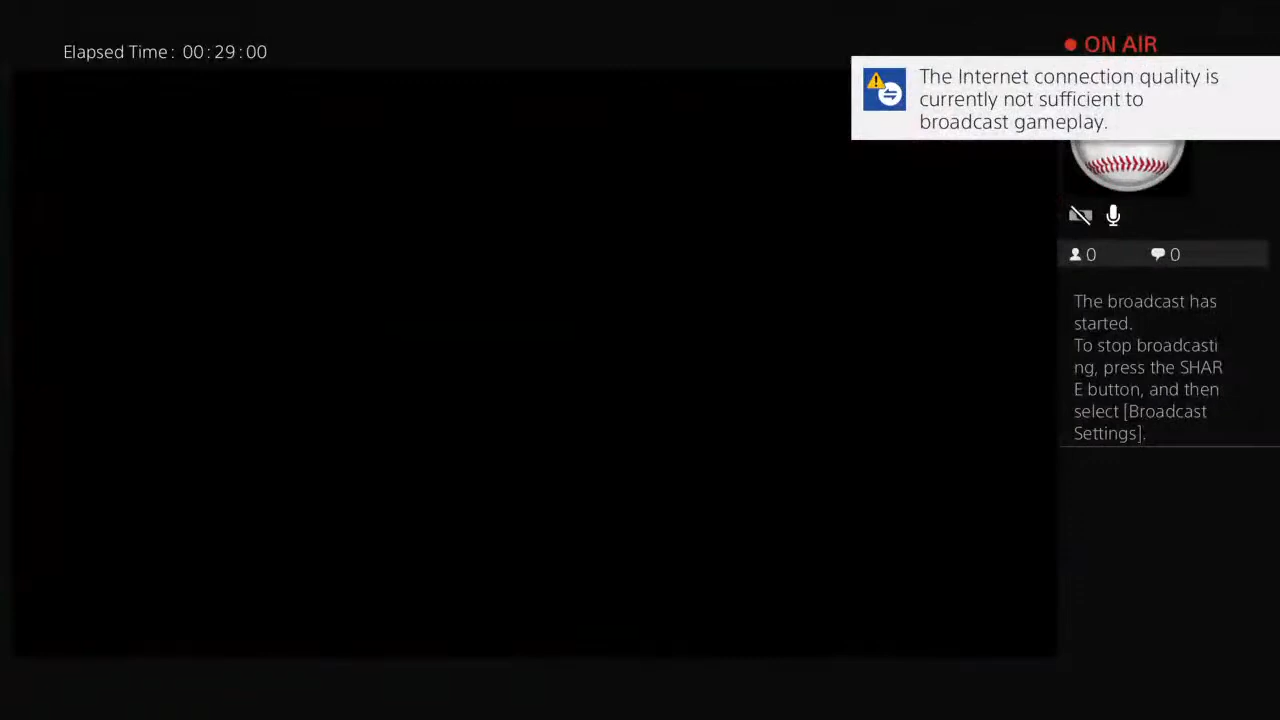 Elapsed Time: 00:29:00
ON AIR
The Internet connection quality is
currently not sufficient to
broadcast gameplay.
0
0
The broadcast has
started.
To stop broadcasti
ng, press the SHAR
E button, and then
select [Broadcast
Settings].